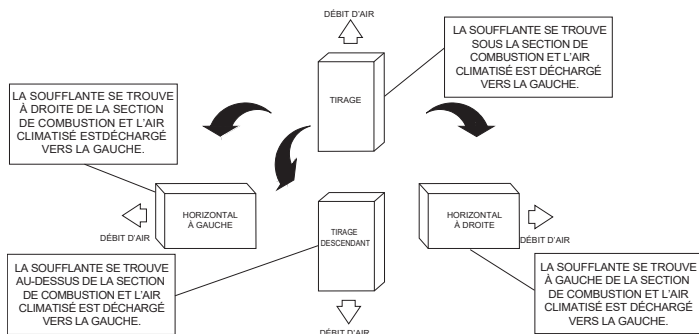 DÉBIT D'AIR
LA SOUFFLANTE SE TROUVE
SOUS LA SECTION DE
COMBUSTION ET L'AIR
CLIMATISÉ EST DÉCHARGÉ
VERS LA GAUCHE.
TIRAGE
LA SOUFFLANTE SE TROUVE
À DROITE DE LA SECTION
DE COMBUSTION ET L'AIR
CLIMATISÉ ESTDÉCHARGÉ
VERS LA GAUCHE.
HORIZONTAL
À GAUCHE
DÉBIT D'AIR
TIRAGE
DESCENDANT
HORIZONTAL
À DROITE
DÉBIT D'AIR
LA SOUFFLANTE SE TROUVE
AU-DESSUS DE LA SECTION
DE COMBUSTION ET L'AIR
CLIMATISÉ EST DÉCHARGÉ
VERS LA GAUCHE.
LA SOUFFLANTE SE TROUVE
À GAUCHE DE LA SECTION
DE COMBUSTION ET L'AIR
CLIMATISÉ EST DÉCHARGÉ
VERS LA GAUCHE.
DÉBIT D'AIR